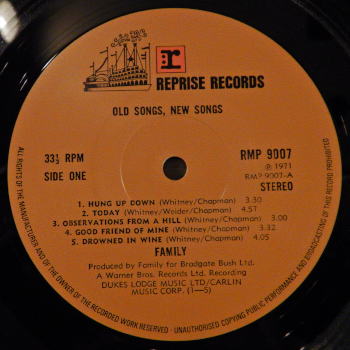 r
REPRISE RECORDS
OLD SONGS, NEW SONGS
33⅓ RPM
SIDE ONE
RMP 9007
℗ 1971
RMP 9007-A
STEREO
1. HUNG UP DOWN (Whitney/Chapman) 3.30
2. TODAY (Whitney/Weider/Chapman) 4.57
3. OBSERVATIONS FROM A HILL (Whitney/Chapman) 3.00
4. GOOD FRIEND OF MINE (Whitney/Chapman) 3.32
5. DROWNED IN WINE (Whitney/Chapman) 4.05
FAMILY
Produced by Family for Bradgate Bush Ltd.
A Warner Bros. Records Ltd. Recording
DUKES LODGE MUSIC LTD/CARLIN
MUSIC CORP. (1—5)
ALL RIGHTS OF THE MANUFACTURER AND OF THE OWNER OF THE RECORDED WORK RESERVED · UNAUTHORISED COPYING PUBLIC PERFORMANCE AND BROADCASTING OF THIS RECORD PROHIBITED